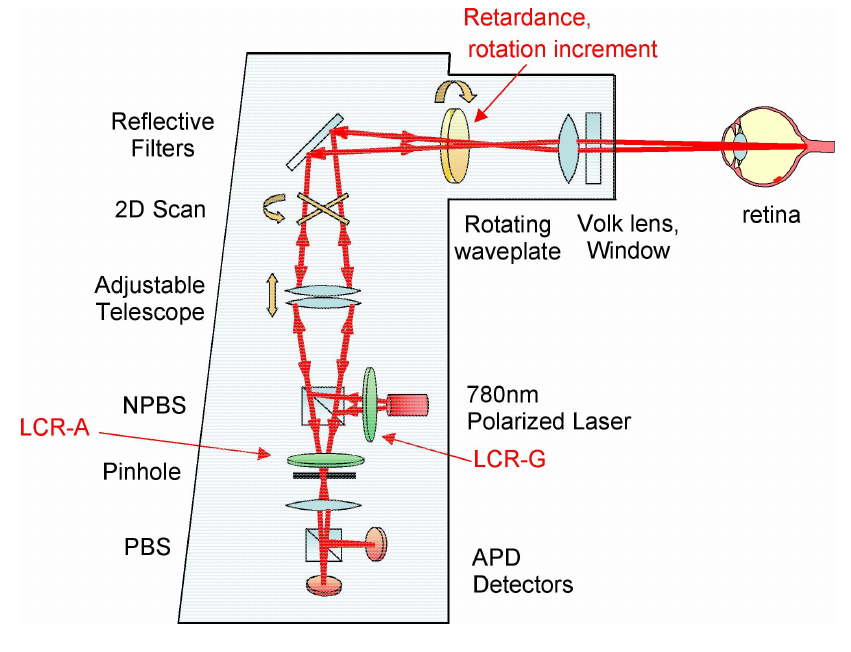 Retardance,
rotation increment
Reflective
Filters
2D Scan
Rotating
waveplate
Volk lens,
Window
retina
Adjustable
Telescope
NPBS
780nm
Polarized Laser
LCR-A
LCR-G
Pinhole
PBS
APD
Detectors